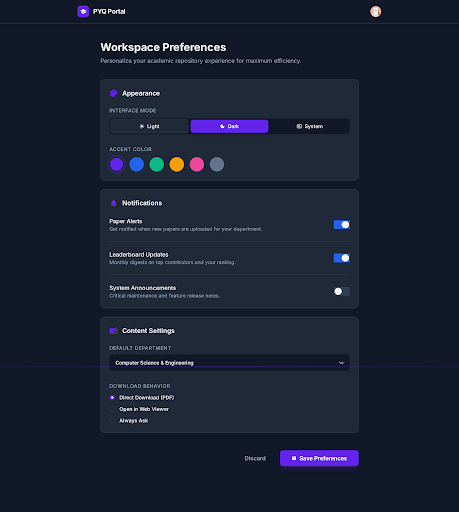 PYQ Portal
Workspace Preferences
Personalize your academic repository experience for maximum efficiency.
Appearance
INTERFACE MODE
Light
Dark
System
ACCENT COLOR
Notifications
Paper Alerts
Get notified when new papers are uploaded for your department.
Leaderboard Updates
Monthly digests on top contributors and your ranking.
System Announcements
Critical maintenance and feature release notes.
Content Settings
DEFAULT DEPARTMENT
Computer Science & Engineering
DOWNLOAD BEHAVIOR
Direct Download (PDF)
Open in Web Viewer
Always Ask
Discard
Save Preferences